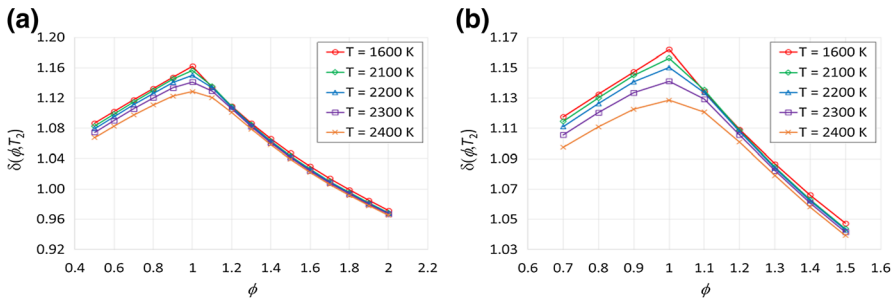 (a)
1.20
1.16
1.12
1.08
1.04
1.00
0.96
0.92
δ(ϕ,T2)
T = 1600 K
T = 2100 K
T = 2200 K
T = 2300 K
T = 2400 K
0.4 0.6 0.8 1 1.2 1.4 1.6 1.8 2 2.2
ϕ
(b)
1.17
1.15
1.13
1.11
1.09
1.07
1.05
1.03
δ(ϕ,T2)
T = 1600 K
T = 2100 K
T = 2200 K
T = 2300 K
T = 2400 K
0.6 0.7 0.8 0.9 1 1.1 1.2 1.3 1.4 1.5 1.6
ϕ